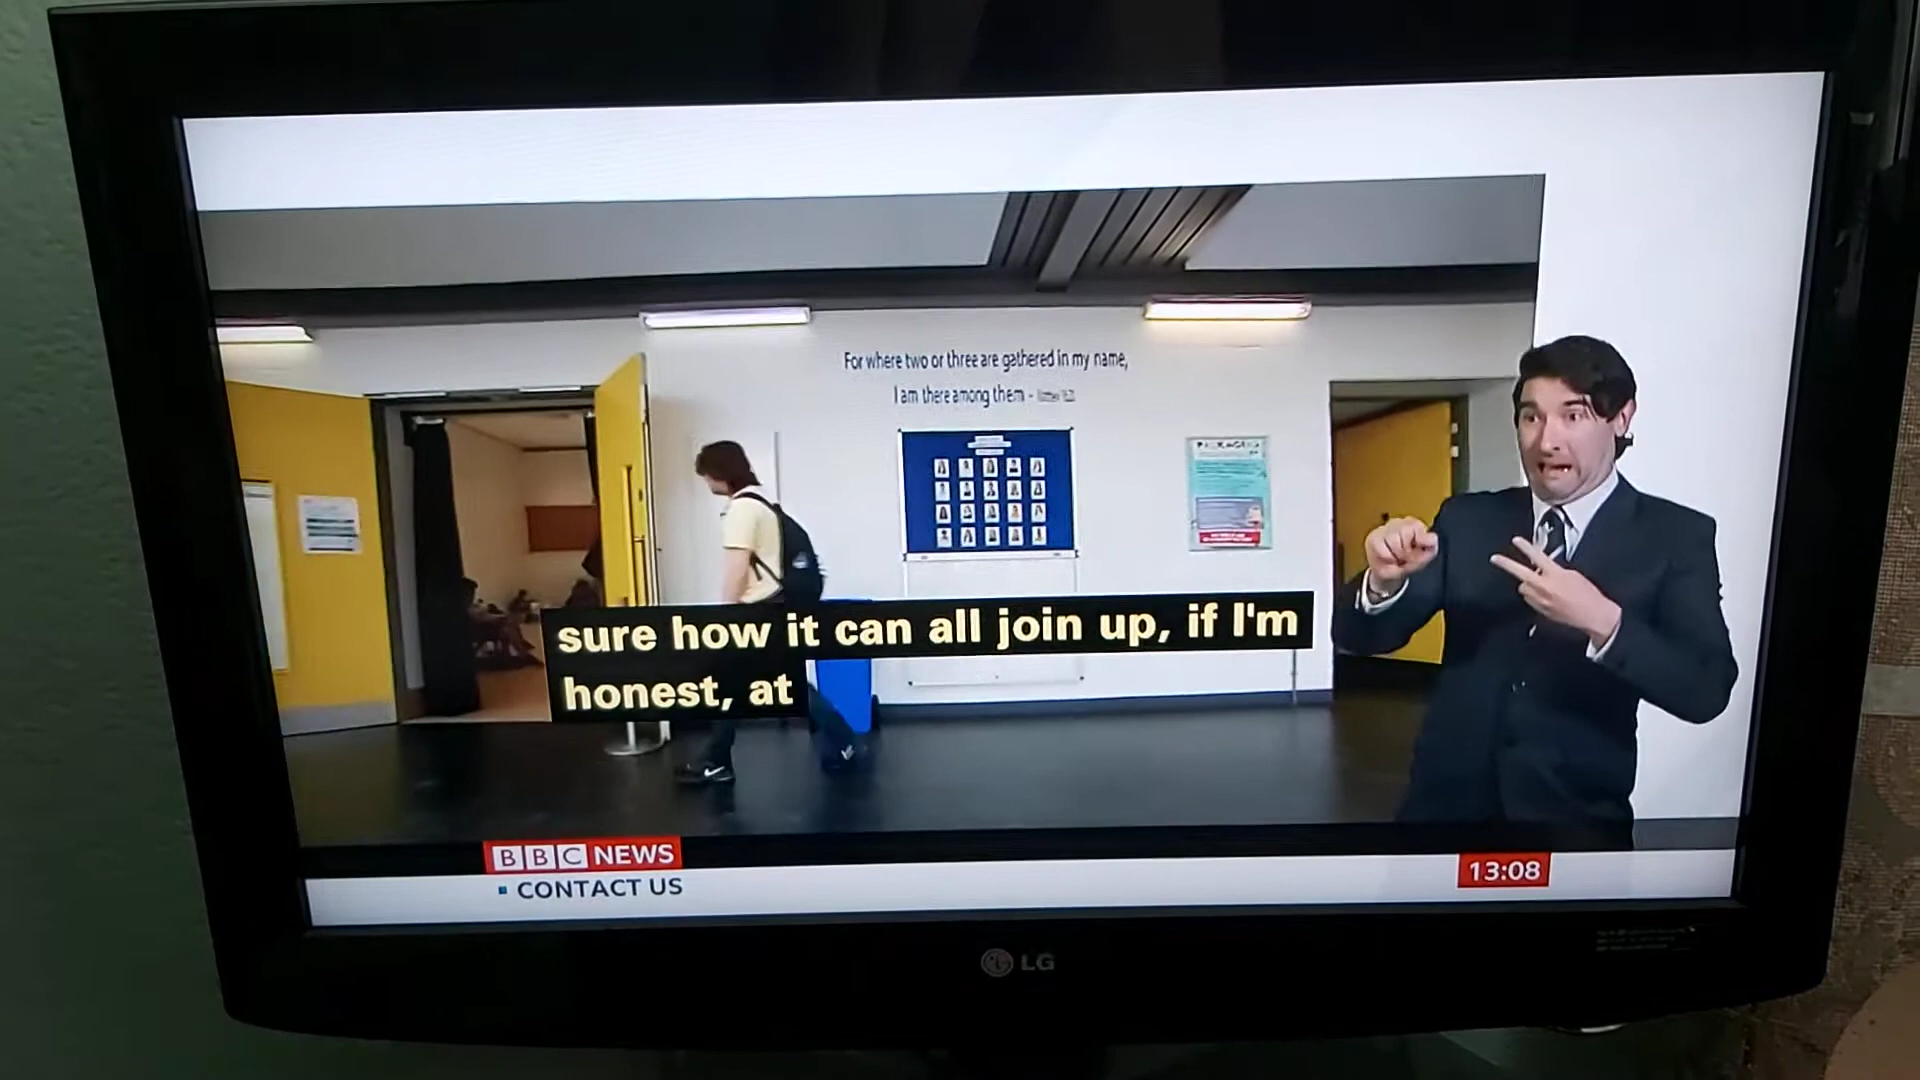 For where two or three are gathered in my name,
I am there among them -
PACKAGING
sure how it can all join up, if I'm
honest, at
BBC NEWS
CONTACT US
13:08
LG